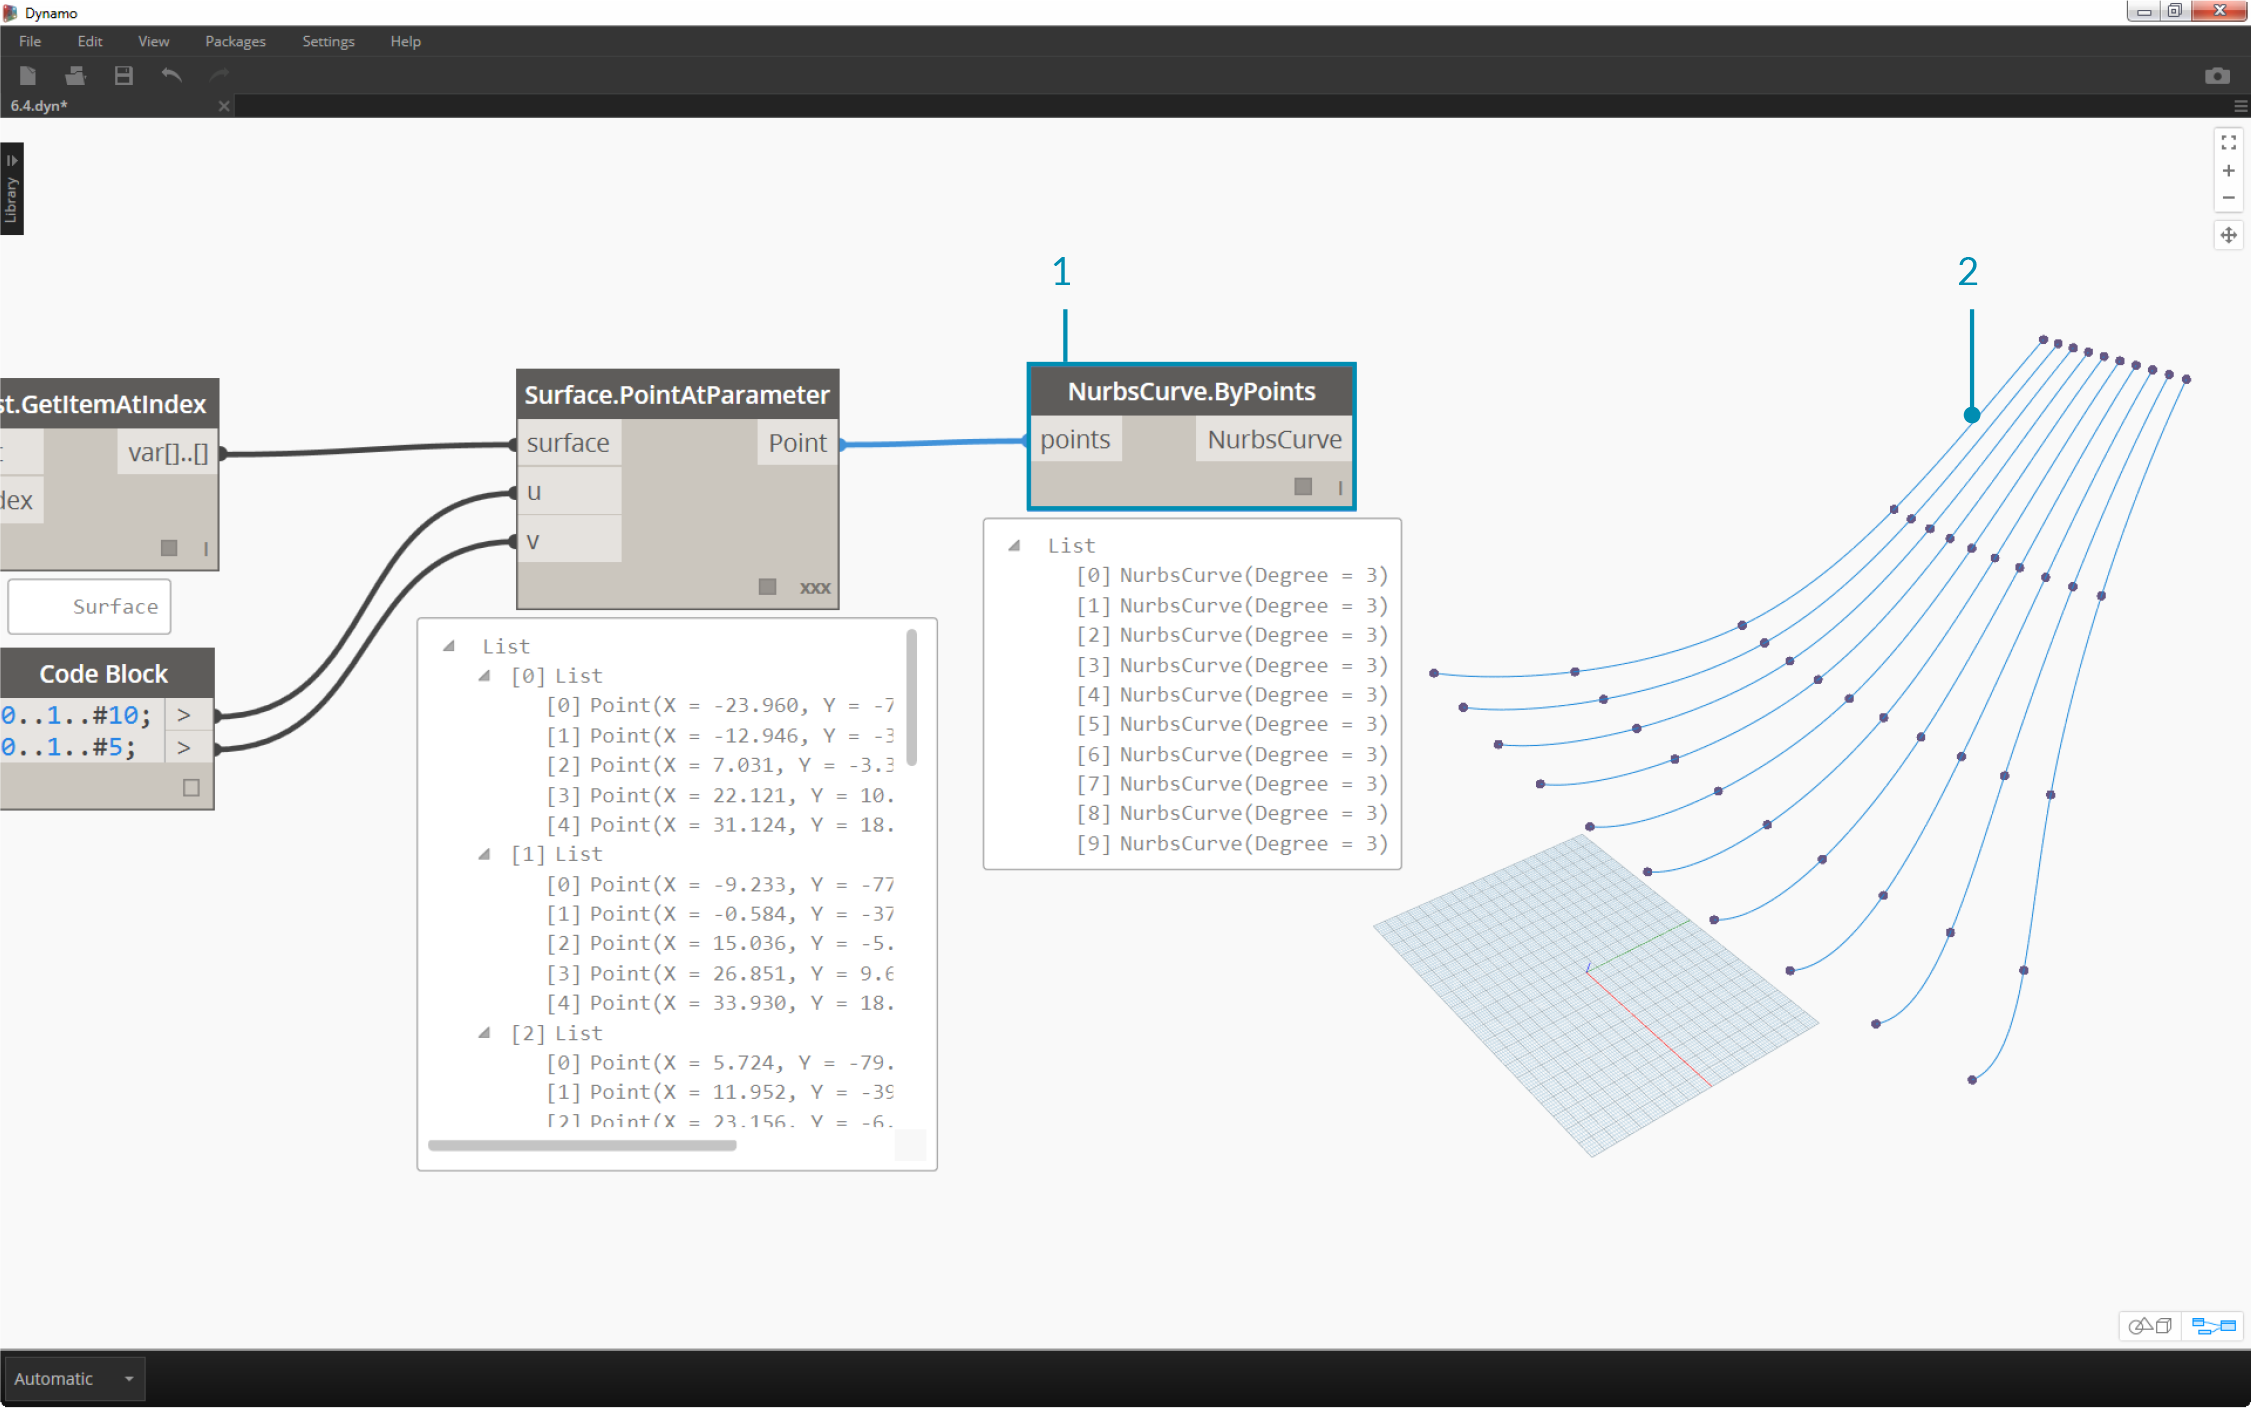 Dynamo
File Edit View Packages Settings Help
6.4.dyn*
Library
1
2
st.GetItemAtIndex
var[]..[]
dex
l
Surface
Code Block
0..1..#10; >
0..1..#5; >
Surface.PointAtParameter
surface Point
u
v
xxx
List
[0] List
[0] Point(X = -23.960, Y = -7
[1] Point(X = -12.946, Y = -3
[2] Point(X = 7.031, Y = -3.3
[3] Point(X = 22.121, Y = 10.
[4] Point(X = 31.124, Y = 18.
[1] List
[0] Point(X = -9.233, Y = -77
[1] Point(X = -0.584, Y = -37
[2] Point(X = 15.036, Y = -5.
[3] Point(X = 26.851, Y = 9.6
[4] Point(X = 33.930, Y = 18.
[2] List
[0] Point(X = 5.724, Y = -79.
[1] Point(X = 11.952, Y = -39
[2] Point(X = 23.156, Y = -6.
NurbsCurve.ByPoints
points NurbsCurve
l
List
[0] NurbsCurve(Degree = 3)
[1] NurbsCurve(Degree = 3)
[2] NurbsCurve(Degree = 3)
[3] NurbsCurve(Degree = 3)
[4] NurbsCurve(Degree = 3)
[5] NurbsCurve(Degree = 3)
[6] NurbsCurve(Degree = 3)
[7] NurbsCurve(Degree = 3)
[8] NurbsCurve(Degree = 3)
[9] NurbsCurve(Degree = 3)
Automatic